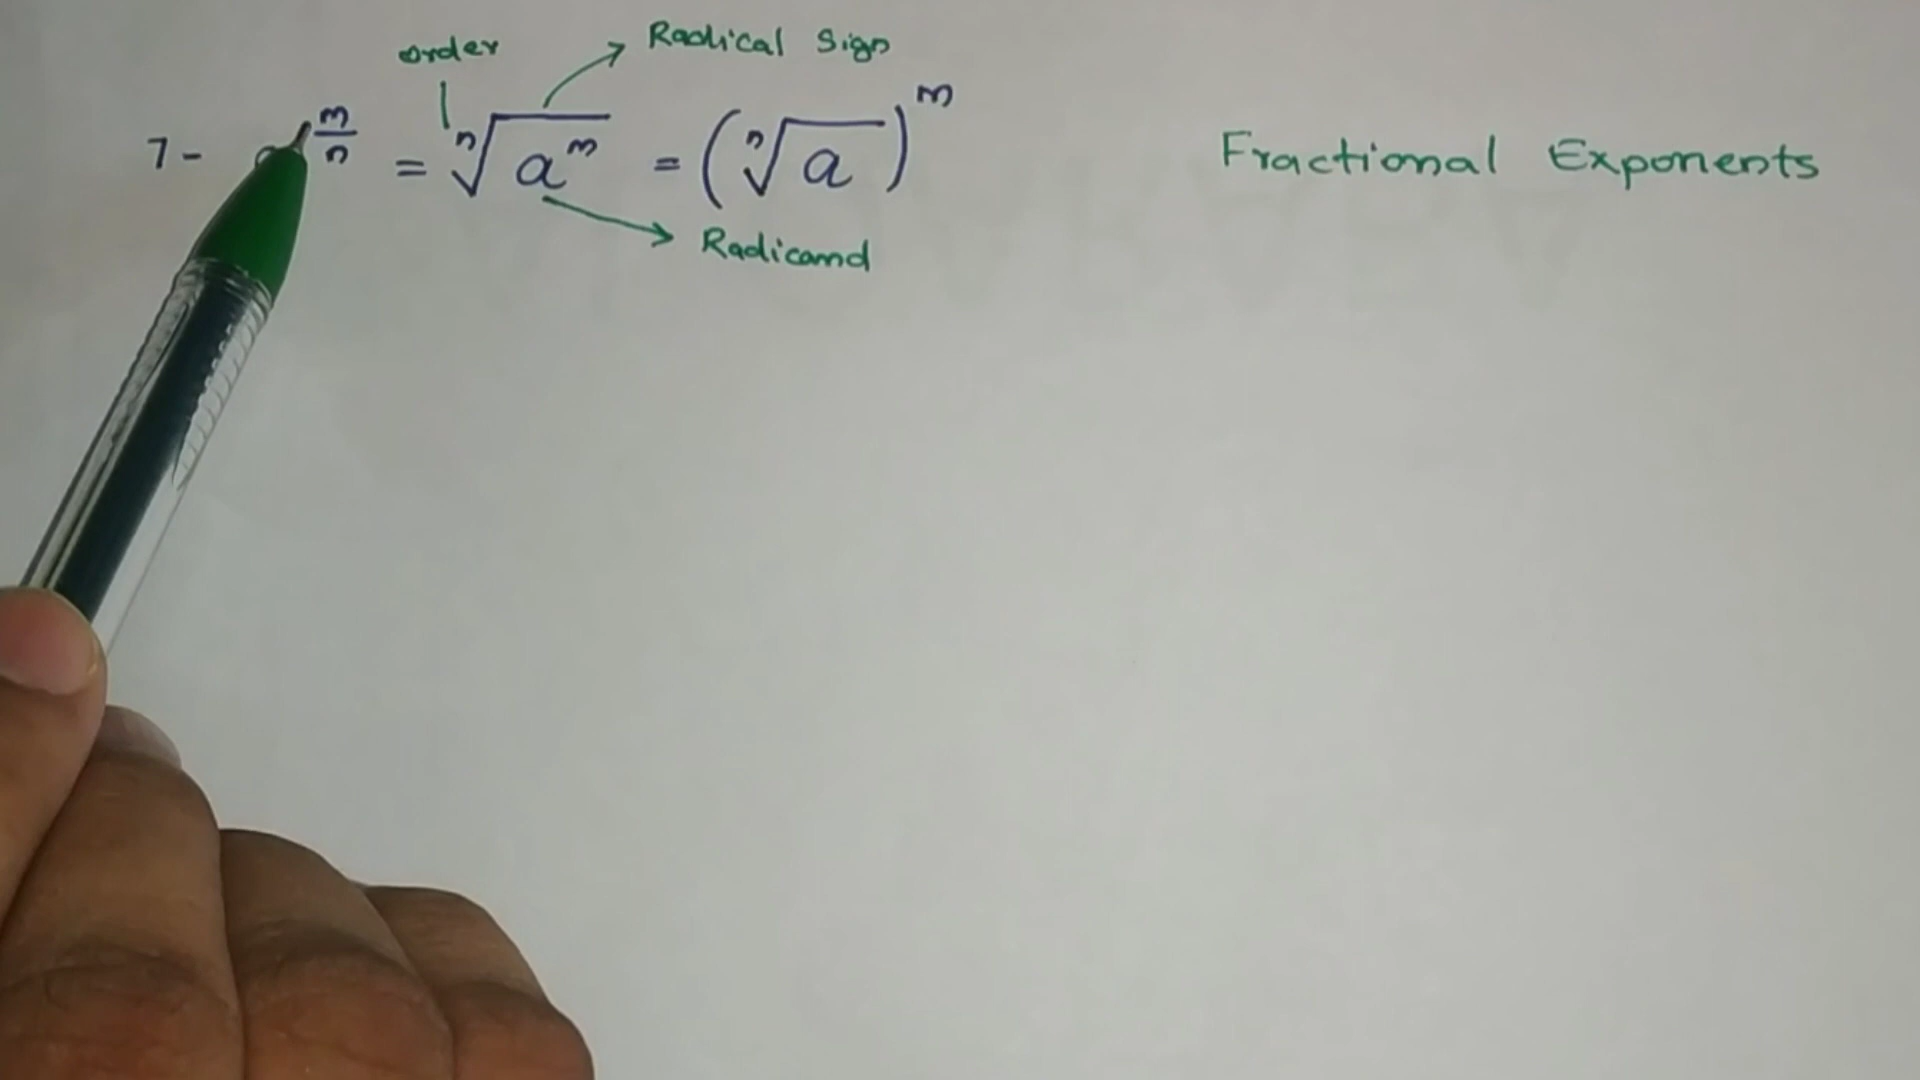 order
Radical Sign
7- a^(m/n) = ⁿ√(a^m) = (ⁿ√a)^m
Fractional Exponents
Radicand